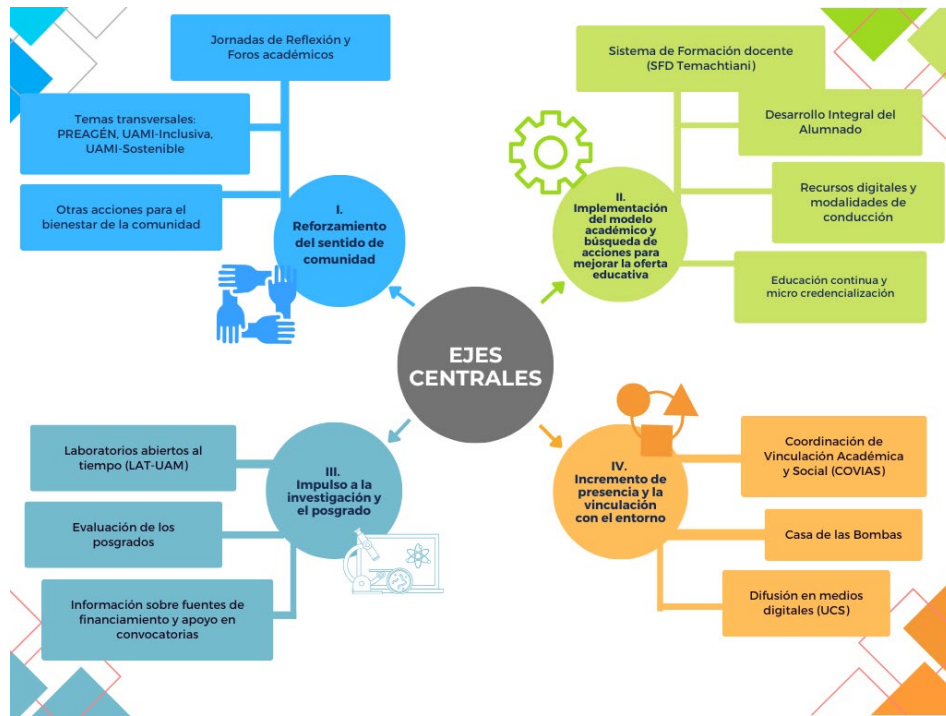 Jornadas de Reflexión y
Foros académicos
Temas transversales:
PREAGÉN, UAMI-Inclusiva,
UAMI-Sostenible
Otras acciones para el
bienestar de la comunidad
I.
Reforzamiento
del sentido de
comunidad
Sistema de Formación docente
(SFD Temachtiani)
Desarrollo Integral del
Alumnado
Recursos digitales y
modalidades de
conducción
Educación continua y
micro credencialización
II.
Implementación
del modelo
académico y
búsqueda de
acciones para
mejorar la oferta
educativa
EJES
CENTRALES
Laboratorios abiertos al
tiempo (LAT-UAM)
Evaluación de los
posgrados
Información sobre fuentes de
financiamiento y apoyo en
convocatorias
III.
Impulso a la
investigación y
el posgrado
IV.
Incremento de
presencia y la
vinculación
con el entorno
Coordinación de
Vinculación Académica
y Social (COVIAS)
Casa de las Bombas
Difusión en medios
digitales (UCS)